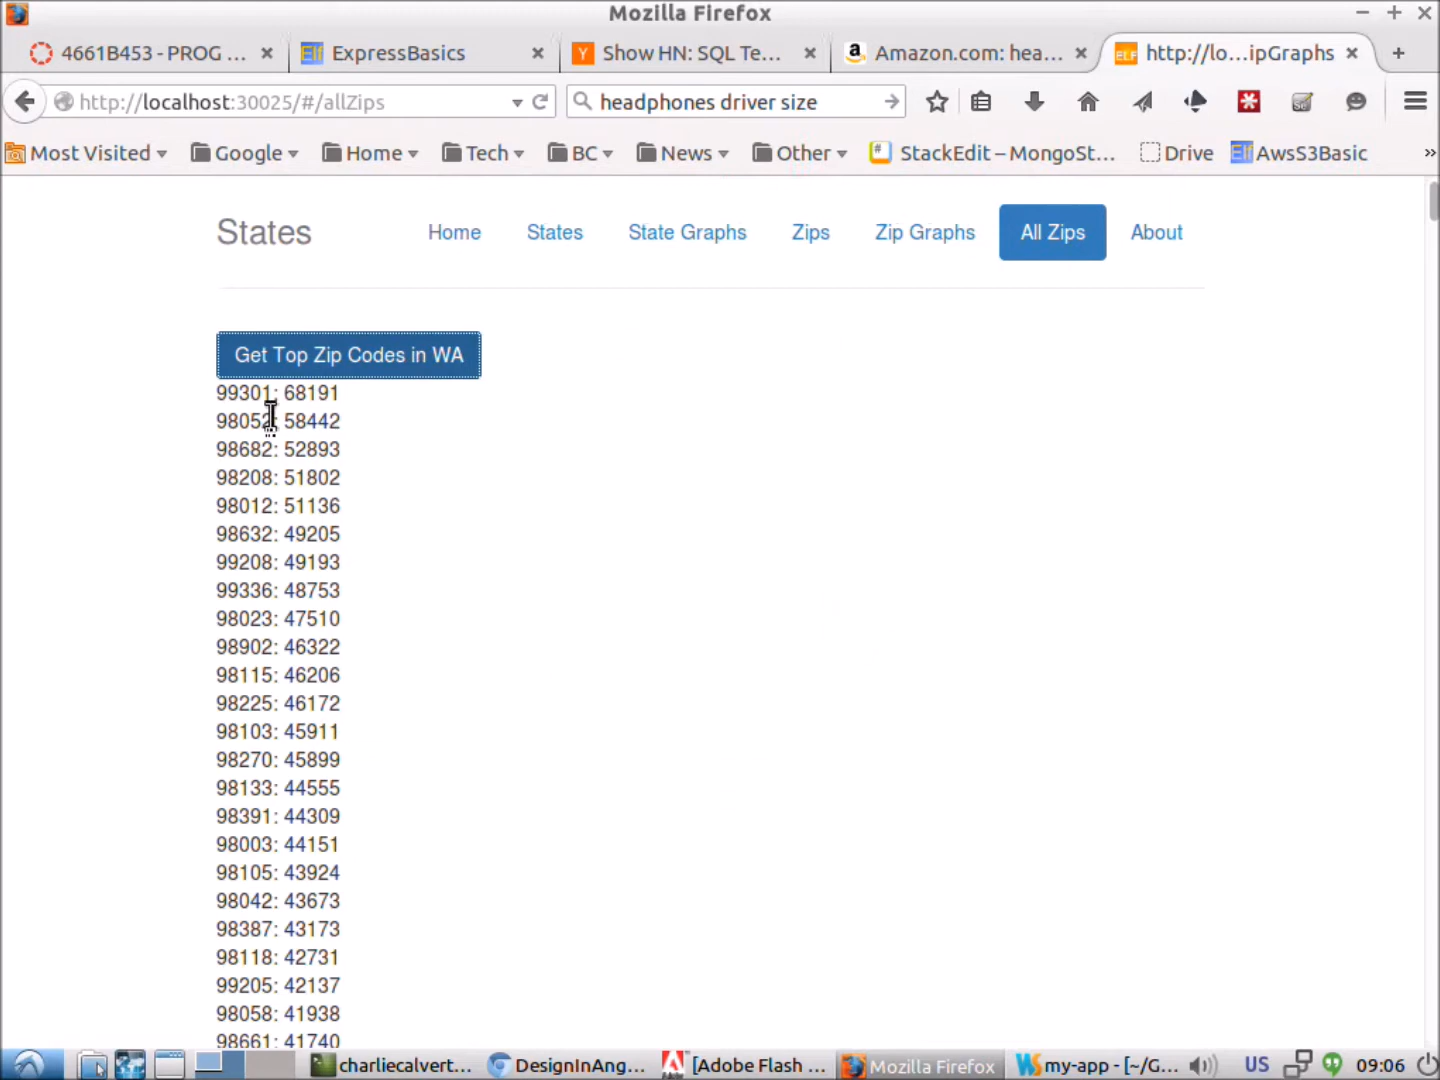 Mozilla Firefox
4661B453 - PROG ...
ExpressBasics
Show HN: SQL Te...
Amazon.com: hea...
http://lo...ipGraphs
http://localhost:30025/#/allZips
headphones driver size
Most Visited
Google
Home
Tech
BC
News
Other
StackEdit – MongoSt...
Drive
AwsS3Basic
States
Home
States
State Graphs
Zips
Zip Graphs
All Zips
About
Get Top Zip Codes in WA
99301: 68191
98052: 58442
98682: 52893
98208: 51802
98012: 51136
98632: 49205
99208: 49193
99336: 48753
98023: 47510
98902: 46322
98115: 46206
98225: 46172
98103: 45911
98270: 45899
98133: 44555
98391: 44309
98003: 44151
98105: 43924
98042: 43673
98387: 43173
98118: 42731
99205: 42137
98058: 41938
98661: 41740
charliecalvert...
DesignInAng...
[Adobe Flash ...
Mozilla Firefox
my-app - [~/G...
US
09:06